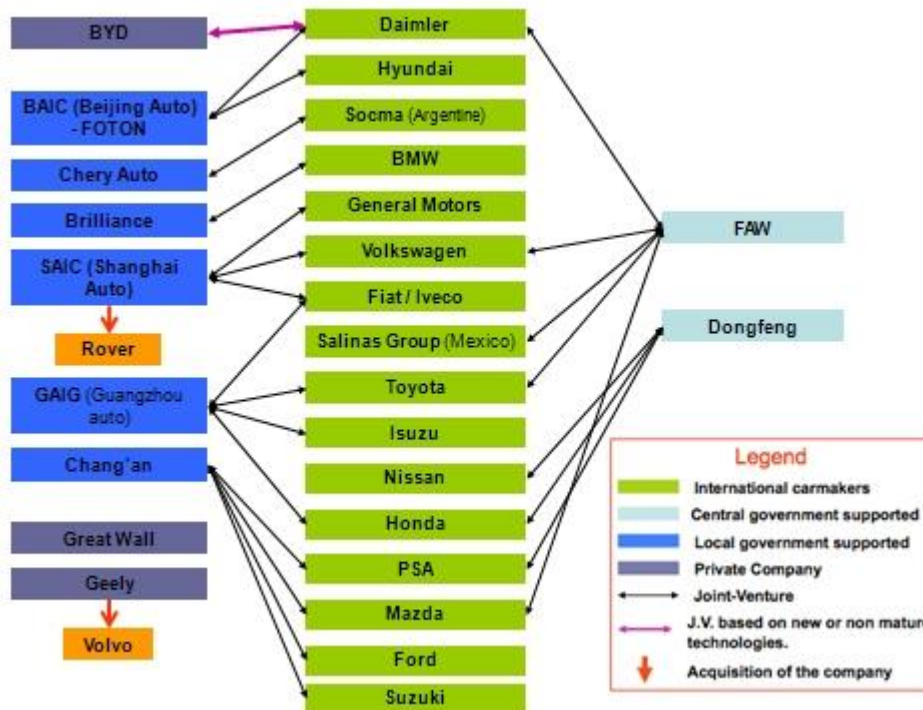 BYD
BAIC (Beijing Auto)
- FOTON
Chery Auto
Brilliance
SAIC (Shanghai
Auto)
Rover
GAIG (Guangzhou
auto)
Chang'an
Great Wall
Geely
Volvo
Daimler
Hyundai
Socma (Argentine)
BMW
General Motors
Volkswagen
Fiat / Iveco
Salinas Group (Mexico)
Toyota
Isuzu
Nissan
Honda
PSA
Mazda
Ford
Suzuki
FAW
Dongfeng
Legend
International carmakers
Central government supported
Local government supported
Private Company
Joint-Venture
J.V. based on new or non mature
technologies.
Acquisition of the company